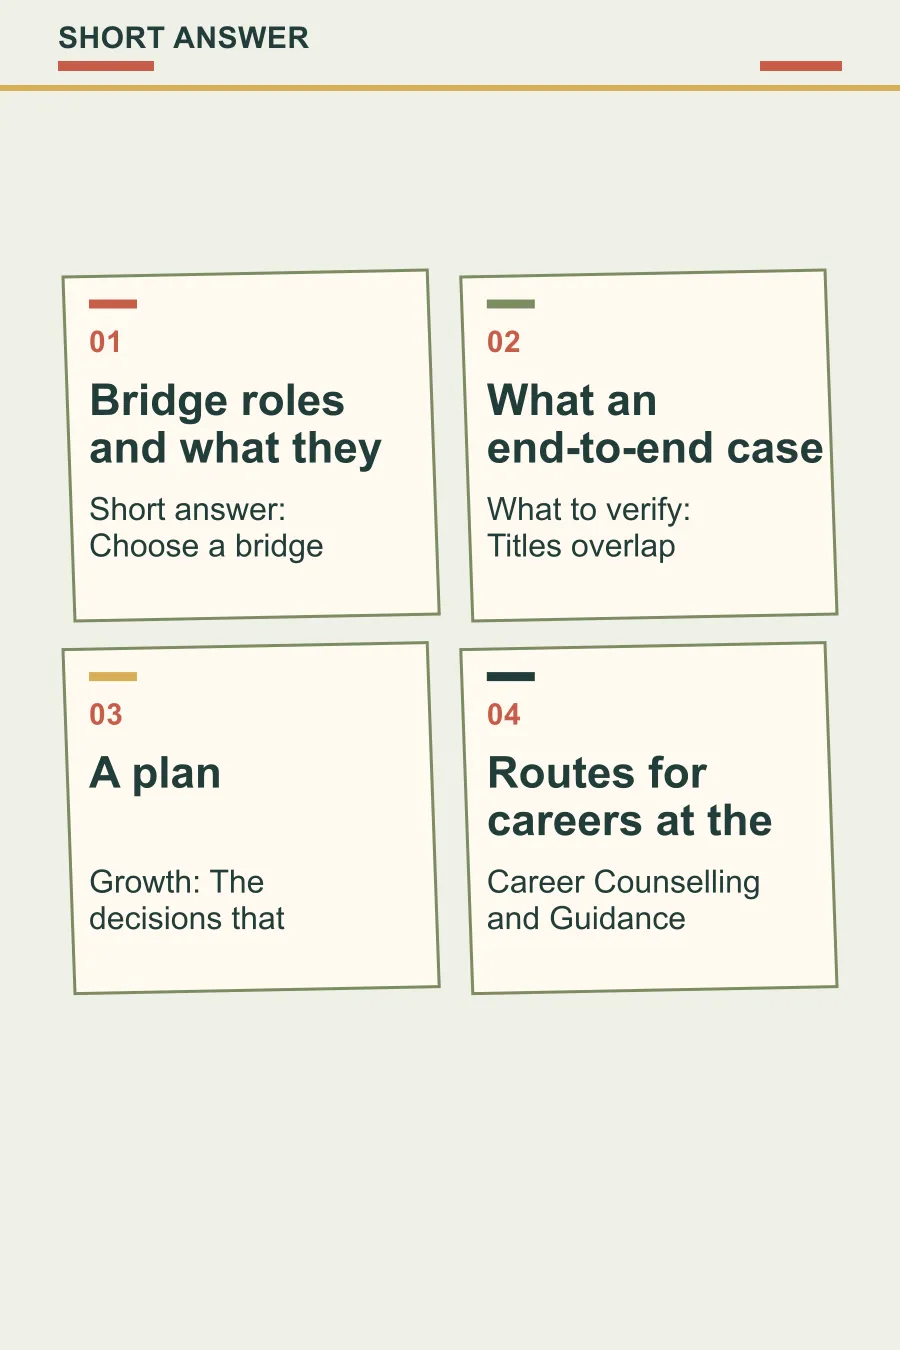 SHORT ANSWER
01
Bridge roles
and what they
Short answer:
Choose a bridge
02
What an
end-to-end case
What to verify:
Titles overlap
03
A plan
Growth: The
decisions that
04
Routes for
careers at the
Career Counselling
and Guidance